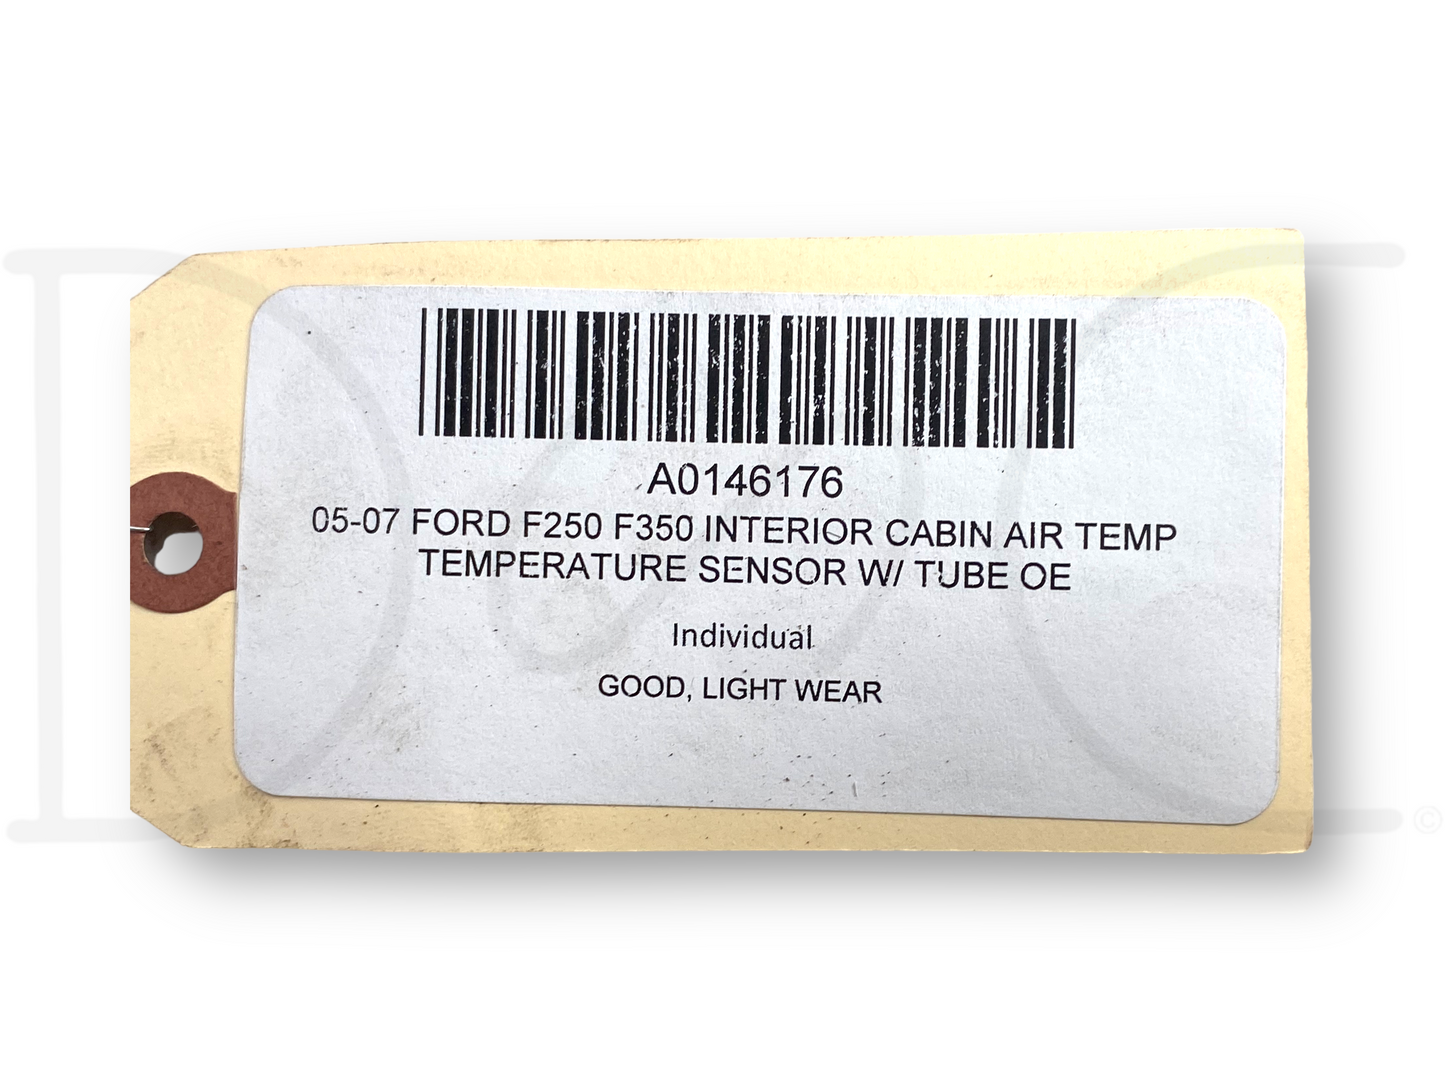 A0146176
05-07 FORD F250 F350 INTERIOR CABIN AIR TEMP
TEMPERATURE SENSOR W/ TUBE OE
Individual
GOOD, LIGHT WEAR
©